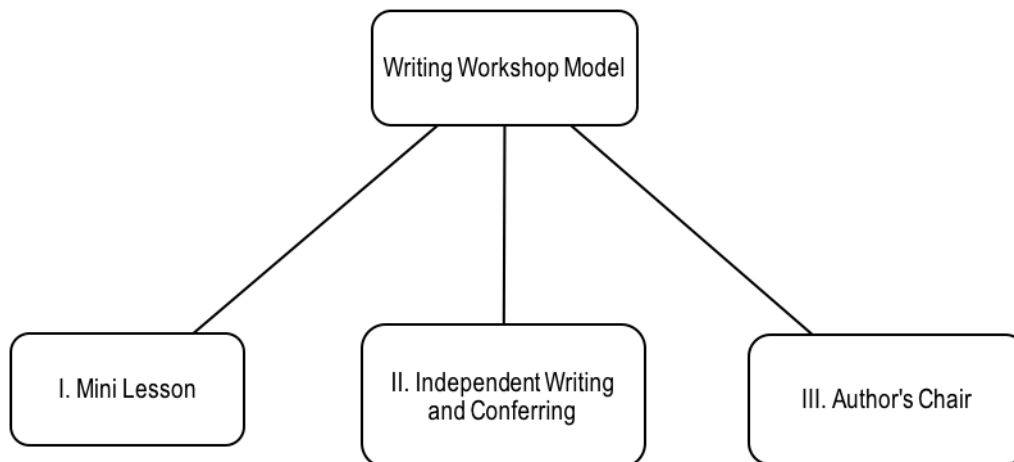 Writing Workshop Model
I. Mini Lesson
II. Independent Writing
and Conferring
III. Author's Chair